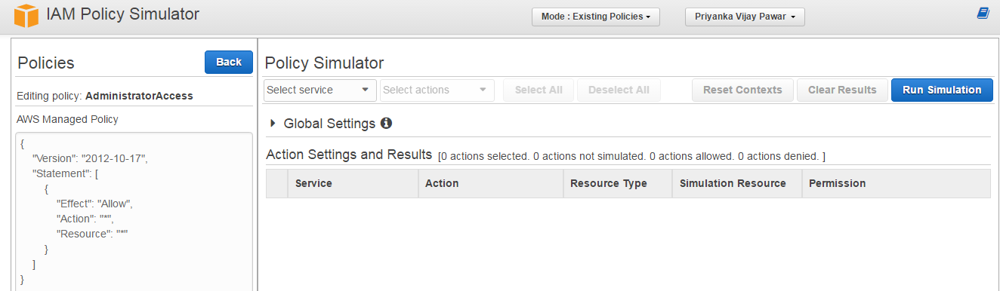 IAM Policy Simulator
Mode : Existing Policies
Priyanka Vijay Pawar
Policies
Back
Editing policy: AdministratorAccess
AWS Managed Policy
{
"Version": "2012-10-17",
"Statement": [
{
"Effect": "Allow",
"Action": "*",
"Resource": "*"
}
]
}
Policy Simulator
Select service
Select actions
Select All
Deselect All
Reset Contexts
Clear Results
Run Simulation
Global Settings
Action Settings and Results [0 actions selected. 0 actions not simulated. 0 actions allowed. 0 actions denied. ]
Service Action Resource Type Simulation Resource Permission